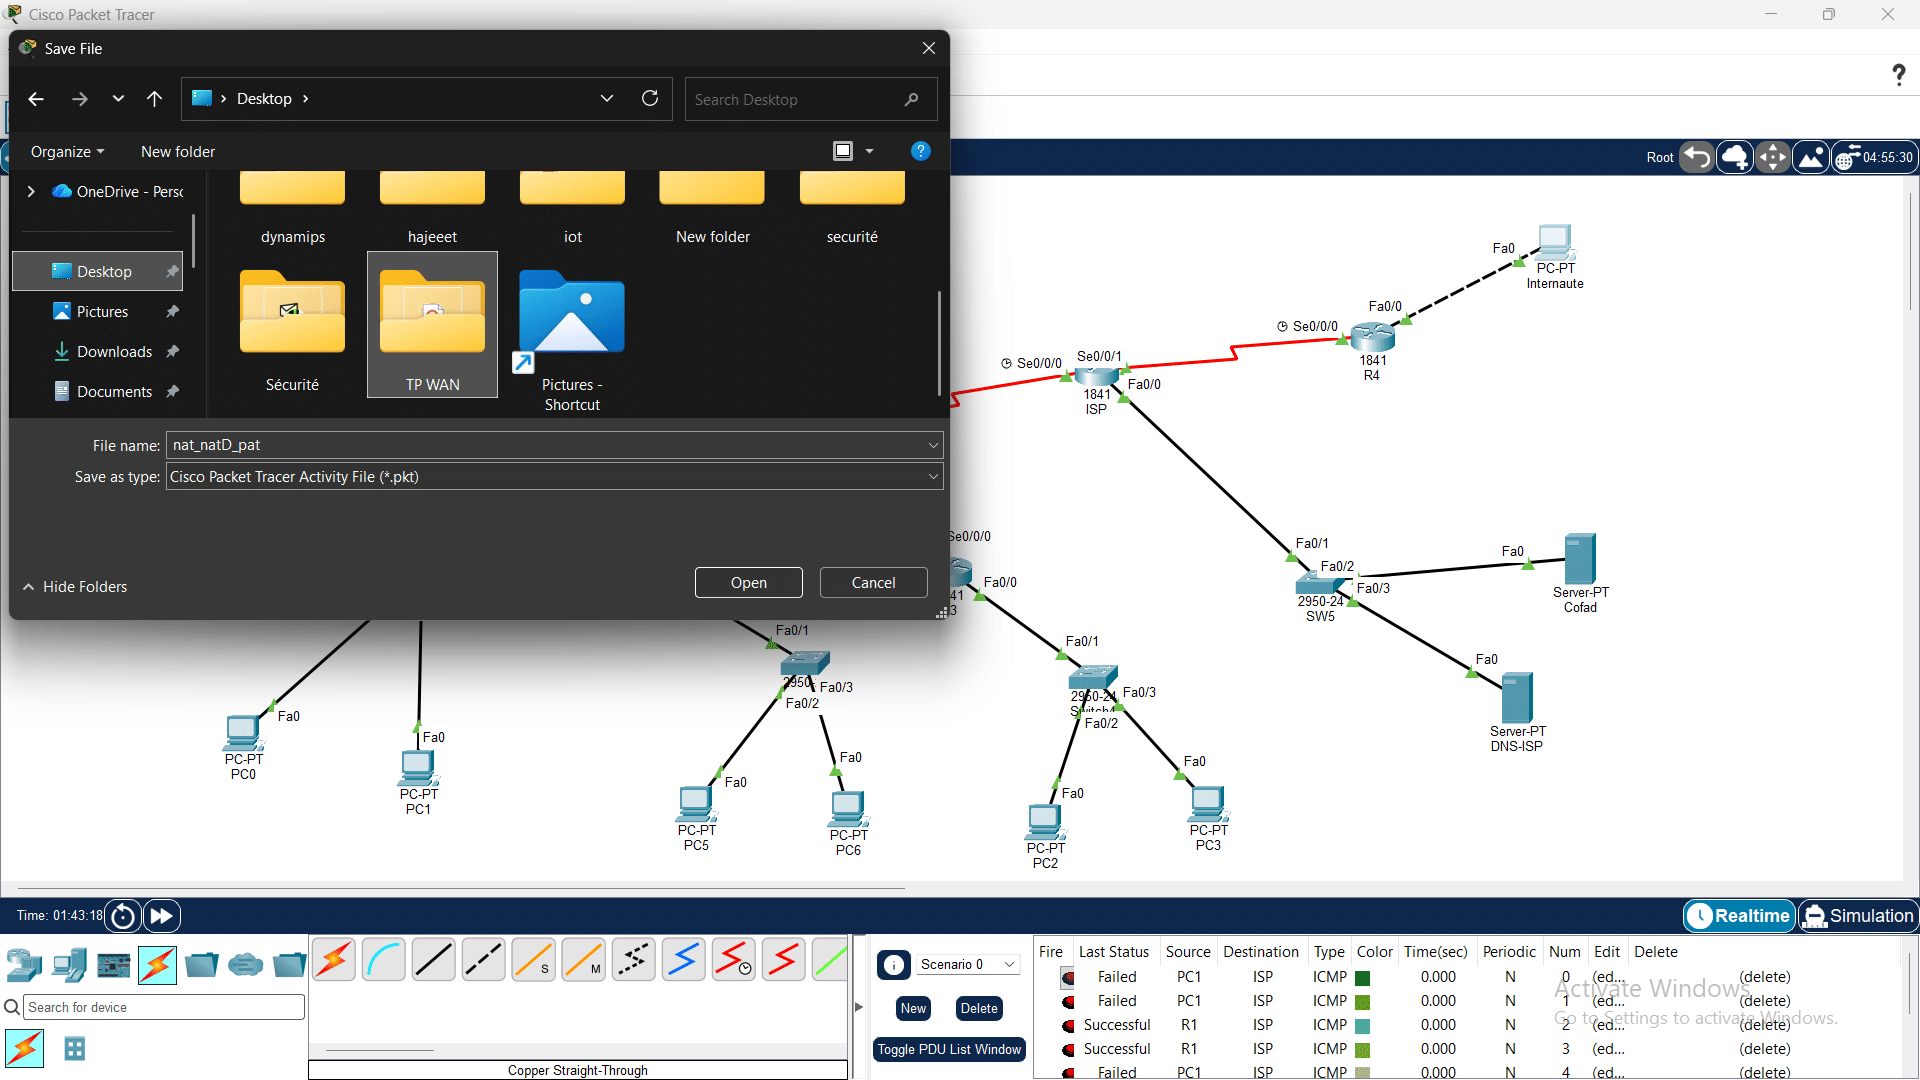 Cisco Packet Tracer
Save File
Desktop
Search Desktop
Organize
New folder
OneDrive - Persc
Desktop
Pictures
Downloads
Documents
dynamips
hajeeet
iot
New folder
securité
Sécurité
TP WAN
Pictures -
Shortcut
File name: nat_natD_pat
Save as type: Cisco Packet Tracer Activity File (*.pkt)
Hide Folders
Open
Cancel
?
Root
04:55:30
Fa0
PC-PT
Internaute
Fa0/0
Se0/0/0
1841
R4
Se0/0/0
Se0/0/1
Fa0/0
1841
ISP
Fa0/1
Fa0/2
Fa0/3
2950-24
SW5
Fa0
Server-PT
Cofad
Fa0
Server-PT
DNS-ISP
Se0/0/0
Fa0/0
41
3
Fa0/1
2950-24
Switch4
Fa0/3
Fa0/2
Fa0/1
2950-
Fa0/3
Fa0/2
Fa0
PC-PT
PC0
Fa0
PC-PT
PC1
Fa0
PC-PT
PC5
Fa0
PC-PT
PC6
Fa0
PC-PT
PC2
Fa0
PC-PT
PC3
Time: 01:43:18
Realtime
Simulation
Search for device
S
M
Copper Straight-Through
Scenario 0
New
Delete
Toggle PDU List Window
Fire Last Status Source Destination Type Color Time(sec) Periodic Num Edit Delete
Failed PC1 ISP ICMP 0.000 N 0 (ed... (delete)
Failed PC1 ISP ICMP 0.000 N 1 (ed... (delete)
Successful R1 ISP ICMP 0.000 N 2 (ed... (delete)
Successful R1 ISP ICMP 0.000 N 3 (ed... (delete)
Failed PC1 ISP ICMP 0.000 N 4 (ed... (delete)
Activate Windows
Go to Settings to activate Windows.